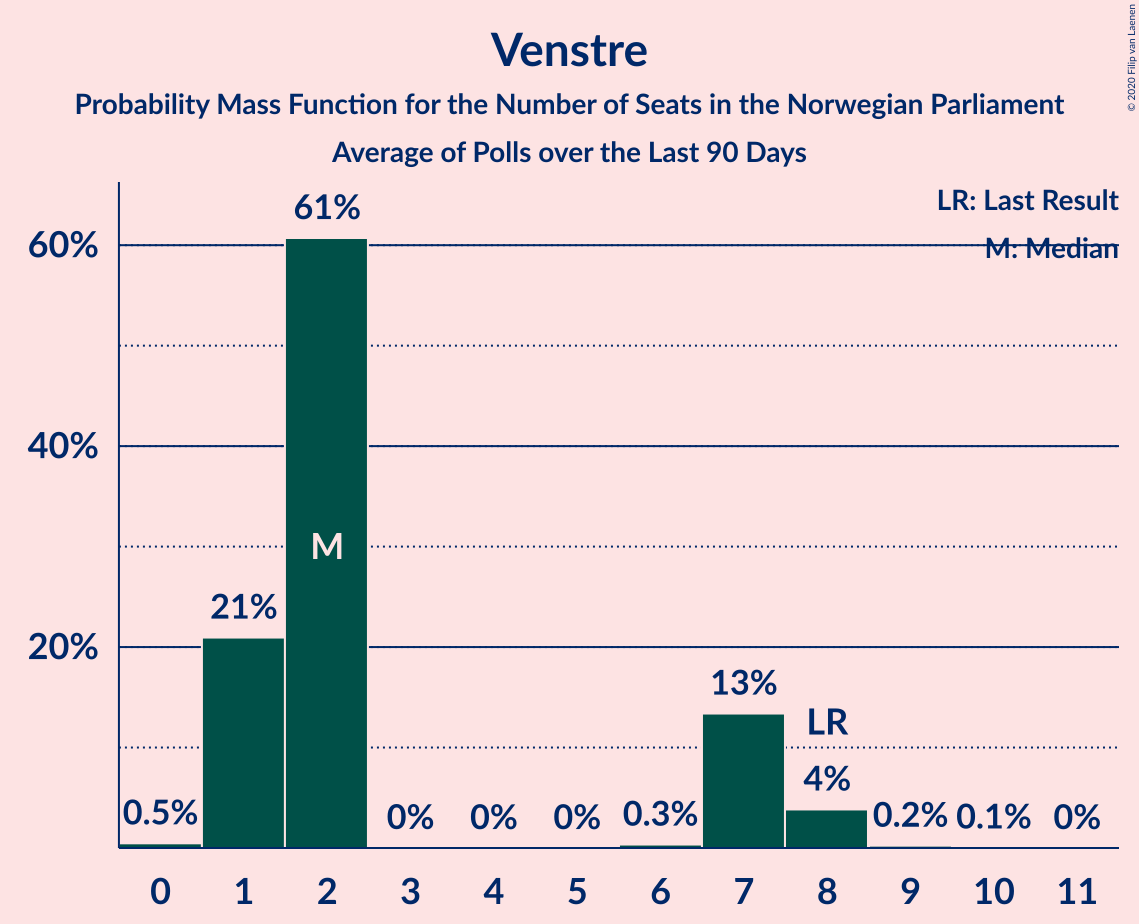 Venstre
Probability Mass Function for the Number of Seats in the Norwegian Parliament
Average of Polls over the Last 90 Days
© 2020 Filip van Laenen
LR: Last Result
M: Median
60%
40%
20%
0.5%
21%
61%
M
0%
0%
0%
0.3%
13%
LR
4%
0.2%
0.1%
0%
0 1 2 3 4 5 6 7 8 9 10 11